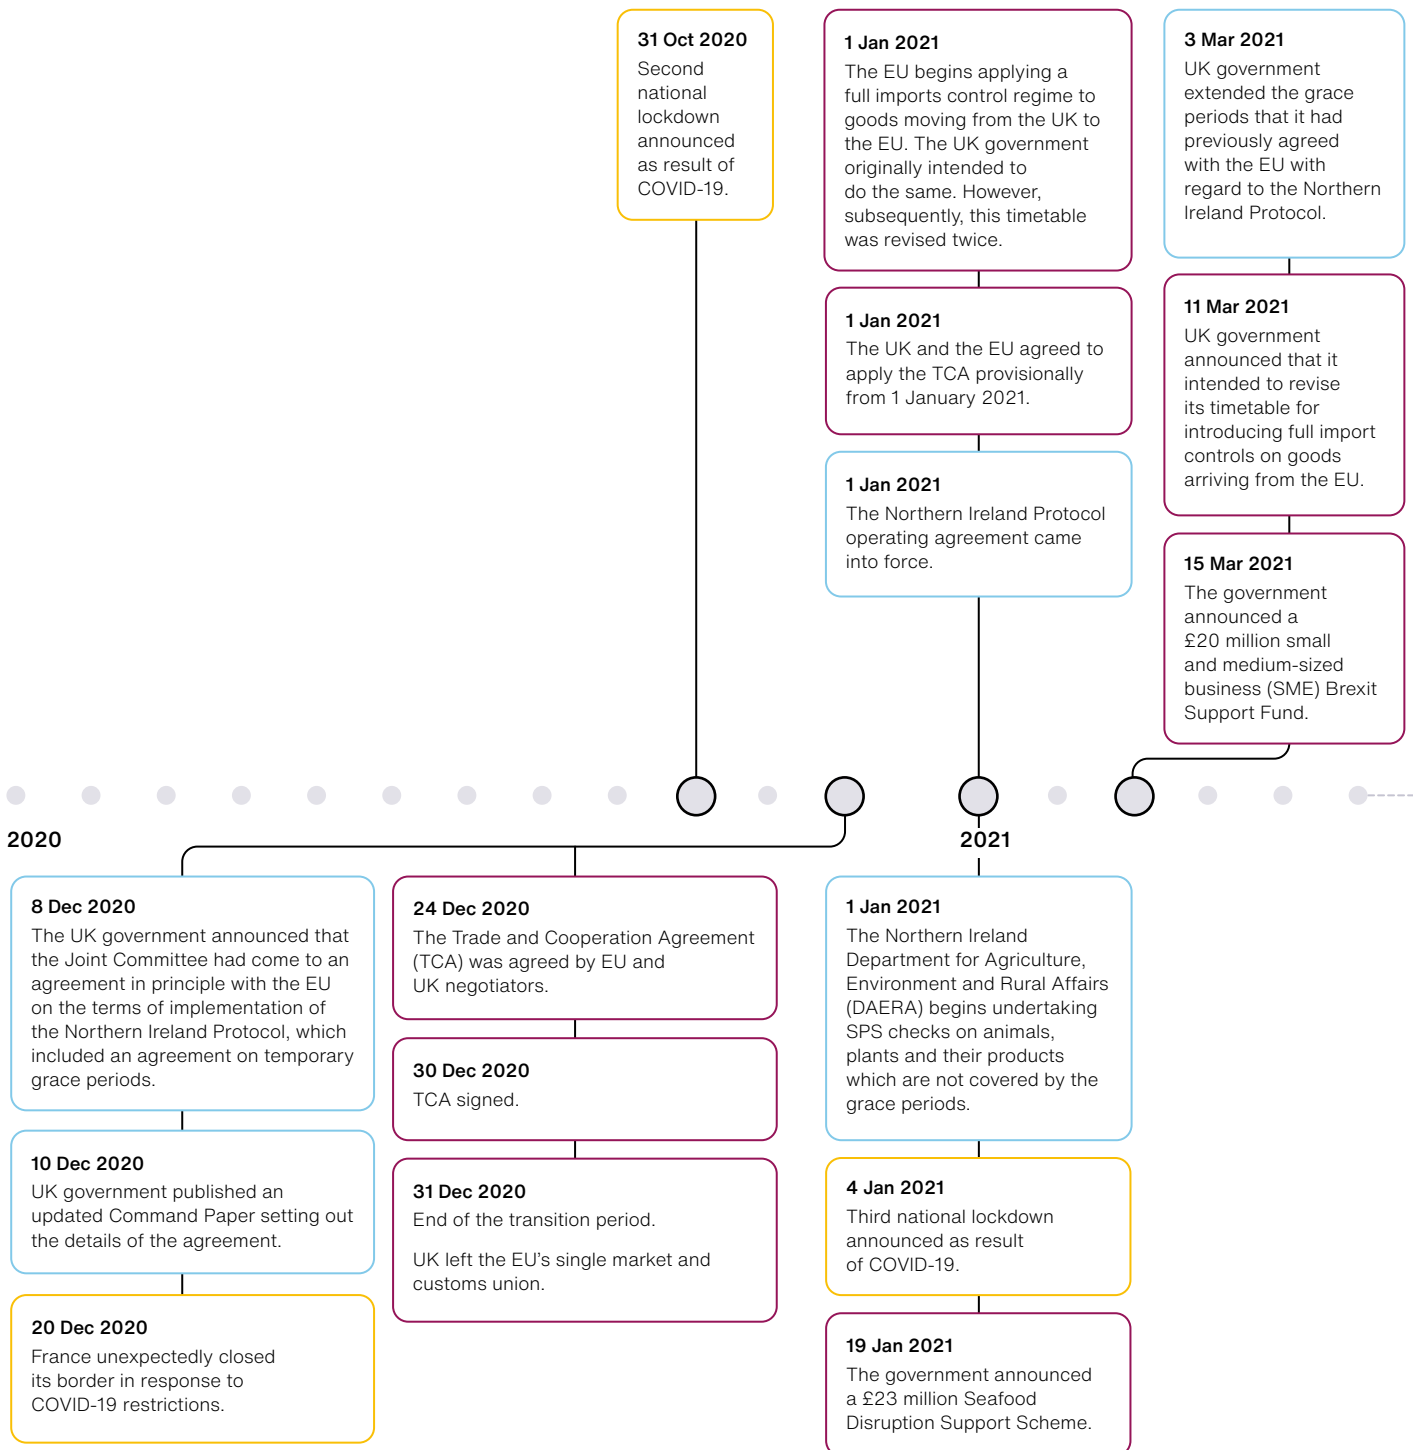 31 Oct 2020
Second
national
lockdown
announced
as result of
COVID-19.
1 Jan 2021
The EU begins applying a
full imports control regime to
goods moving from the UK to
the EU. The UK government
originally intended to
do the same. However,
subsequently, this timetable
was revised twice.
1 Jan 2021
The UK and the EU agreed to
apply the TCA provisionally
from 1 January 2021.
1 Jan 2021
The Northern Ireland Protocol
operating agreement came
into force.
3 Mar 2021
UK government
extended the grace
periods that it had
previously agreed
with the EU with
regard to the Northern
Ireland Protocol.
11 Mar 2021
UK government
announced that it
intended to revise
its timetable for
introducing full import
controls on goods
arriving from the EU.
15 Mar 2021
The government
announced a
£20 million small
and medium-sized
business (SME) Brexit
Support Fund.
2020
2021
8 Dec 2020
The UK government announced that
the Joint Committee had come to an
agreement in principle with the EU
on the terms of implementation of
the Northern Ireland Protocol, which
included an agreement on temporary
grace periods.
10 Dec 2020
UK government published an
updated Command Paper setting out
the details of the agreement.
20 Dec 2020
France unexpectedly closed
its border in response to
COVID-19 restrictions.
24 Dec 2020
The Trade and Cooperation Agreement
(TCA) was agreed by EU and
UK negotiators.
30 Dec 2020
TCA signed.
31 Dec 2020
End of the transition period.
UK left the EU’s single market and
customs union.
1 Jan 2021
The Northern Ireland
Department for Agriculture,
Environment and Rural Affairs
(DAERA) begins undertaking
SPS checks on animals,
plants and their products
which are not covered by the
grace periods.
4 Jan 2021
Third national lockdown
announced as result
of COVID-19.
19 Jan 2021
The government announced
a £23 million Seafood
Disruption Support Scheme.